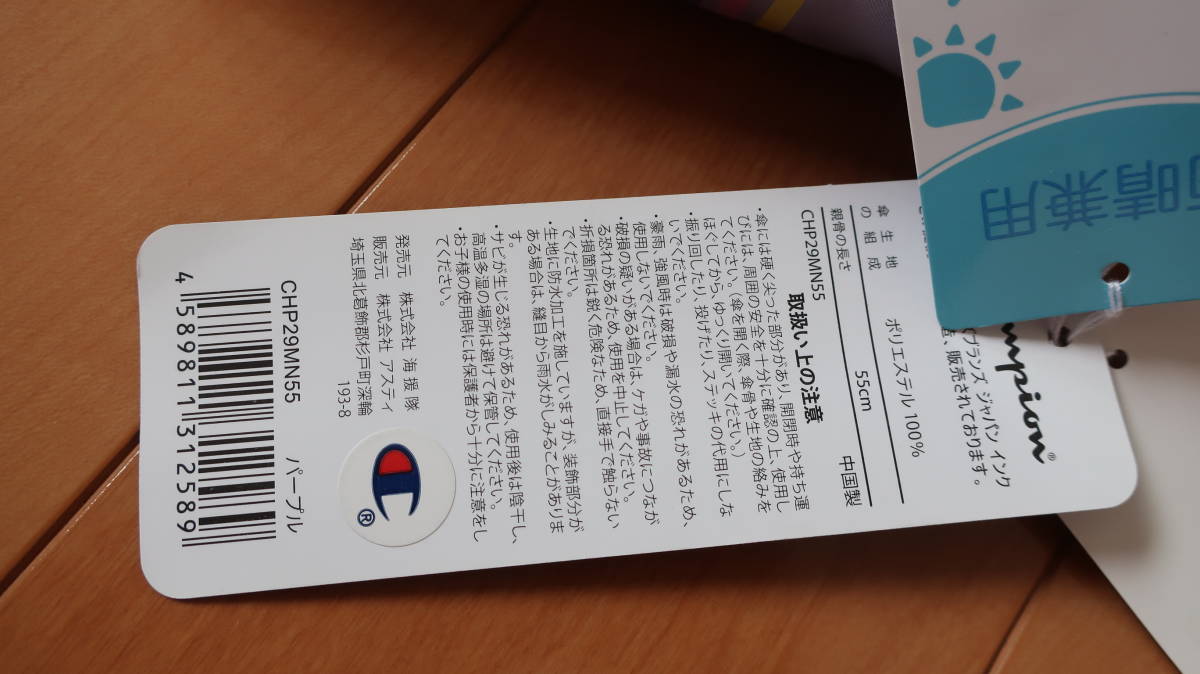 雨晴兼用
Champion®
ブランズ ジャパン インク
、販売されております。
傘生地の組成 ポリエステル 100%
親骨の長さ 55cm
CHP29MN55 中国製
取扱い上の注意
・傘には硬く尖った部分があり、開閉時や持ち運
びには、周囲の安全を十分に確認の上、使用し
てください。(傘を開く際、傘骨や生地の絡みを
ほぐしてから、ゆっくり開いてください。)
・振り回したり、投げたり、ステッキの代用にしな
いでください。
・豪雨、強風時は破損や漏水の恐れがあるため、
使用しないでください。
・破損の疑いがある場合は、ケガや事故につなが
る恐れがあるため、使用を中止してください。
・折損箇所は鋭く危険なため、直接手で触らない
でください。
・生地に防水加工を施していますが、装飾部分が
ある場合は、縫目から雨水がしみることがありま
す。
・サビが生じる恐れがあるため、使用後は陰干し、
高温多湿の場所は避けて保管してください。
・お子様の使用時には保護者から十分に注意をし
てください。
発売元 株式会社 海援隊
販売元 株式会社 アスティ
埼玉県北葛飾郡杉戸町深輪
193-8
®
CHP29MN55 パープル
4 589811 312589